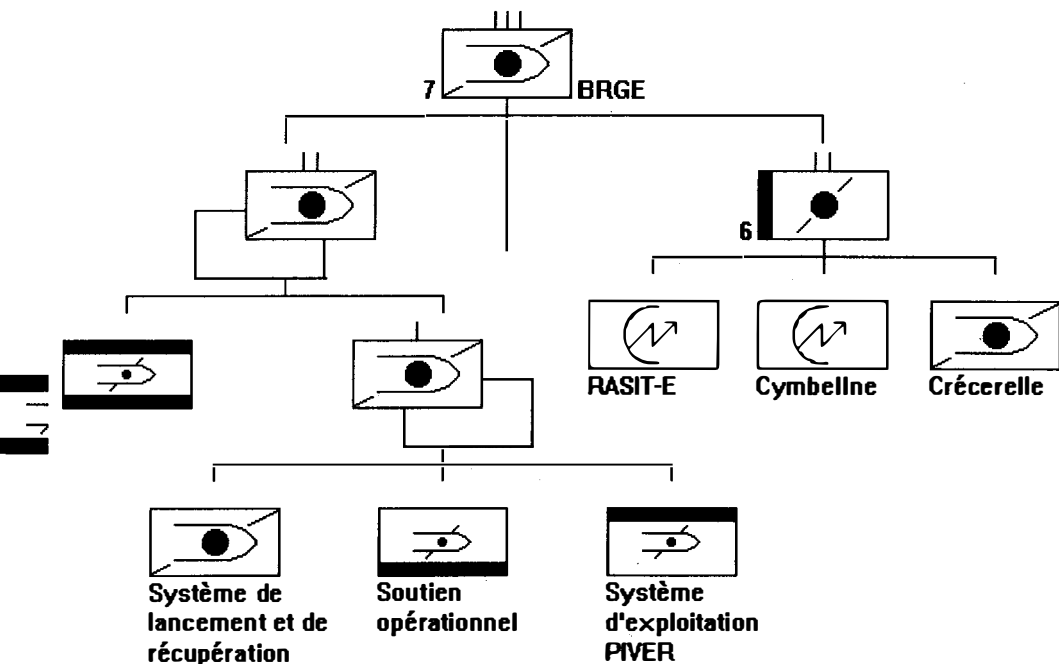 7 BRGE
6
RASIT-E
Cymbeline
Crécerelle
Système de
lancement et de
récupération
Soutien
opérationnel
Système
d'exploitation
PIVER